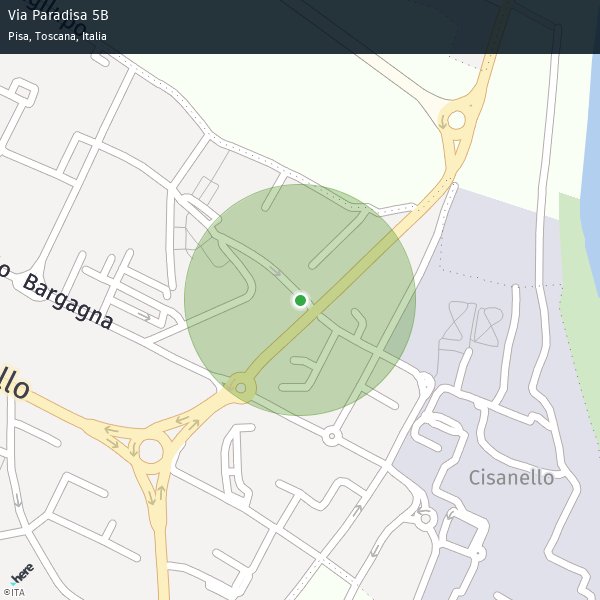 Via Paradisa 5B
Pisa, Toscana, Italia
Bargagna
Cisanello
here
©ITA